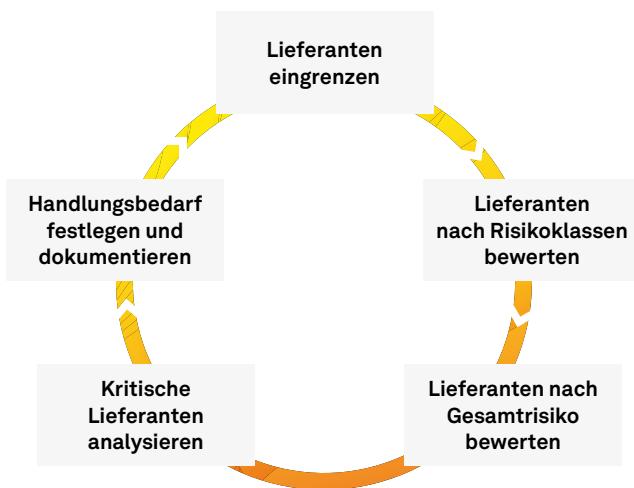 Lieferanten
eingrenzen
Lieferanten
nach Risikoklassen
bewerten
Lieferanten nach
Gesamtrisiko
bewerten
Kritische
Lieferanten
analysieren
Handlungsbedarf
festlegen und
dokumentieren